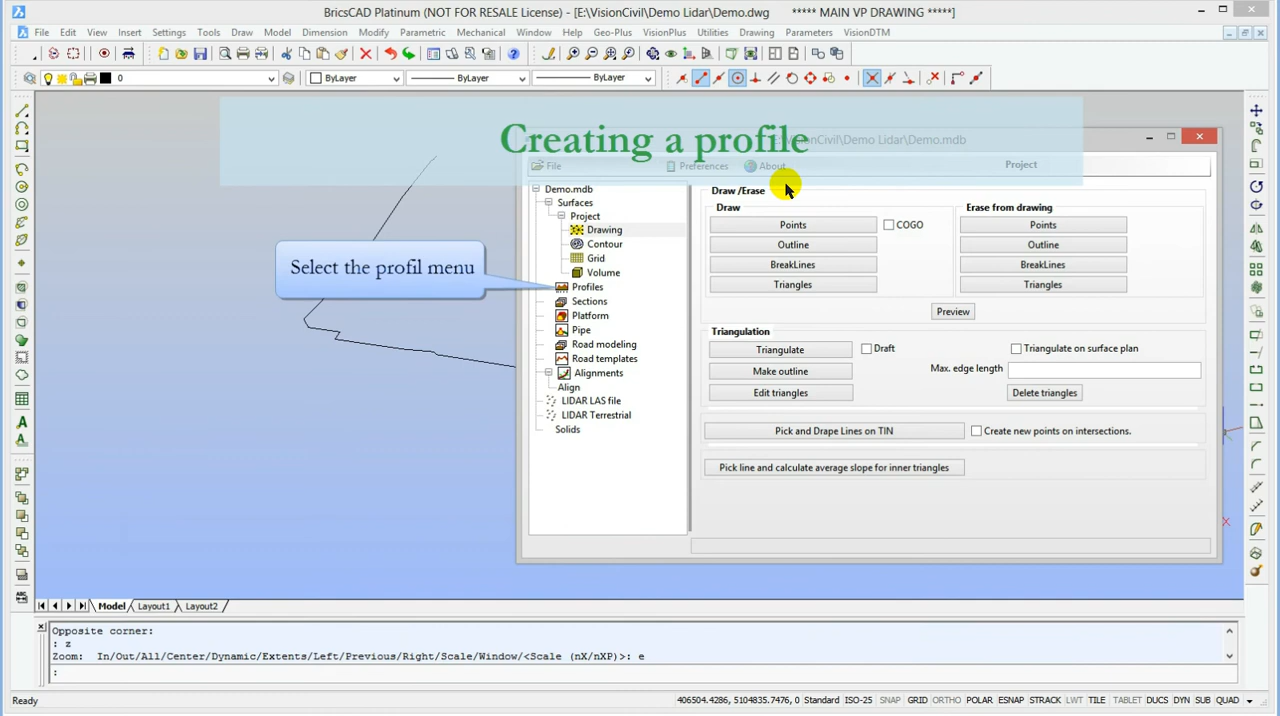 BricsCAD Platinum (NOT FOR RESALE License) - [E:\VisionCivil\Demo Lidar\Demo.dwg ***** MAIN VP DRAWING*****]
File Edit View Insert Settings Tools Draw Model Dimension Modify Parametric Mechanical Window Help Geo-Plus VisionPlus Utilities Drawing Parameters VisionDTM
0 ByLayer ByLayer ByLayer
Creating a profile
E:\VisionCivil\Demo Lidar\Demo.mdb
File Preferences About Project
Demo.mdb
Surfaces
Project
Drawing
Contour
Grid
Volume
Profiles
Sections
Platform
Pipe
Road modeling
Road templates
Alignments
Align
LIDAR LAS file
LIDAR Terrestrial
Solids
Select the profil menu
Draw /Erase
Draw
Points COGO
Outline
BreakLines
Triangles
Erase from drawing
Points
Outline
BreakLines
Triangles
Preview
Triangulation
Triangulate Draft Triangulate on surface plan
Make outline Max. edge length
Edit triangles Delete triangles
Pick and Drape Lines on TIN Create new points on intersections.
Pick line and calculate average slope for inner triangles
Model Layout1 Layout2
Opposite corner:
: z
Zoom: In/Out/All/Center/Dynamic/Extents/Left/Previous/Right/Scale/Window/<Scale (nX/nXP)>: e
:
Ready 406504.4286, 5104835.7476, 0 Standard ISO-25 SNAP GRID ORTHO POLAR ESNAP STRACK LWT TILE TABLET DUCS DYN SUB QUAD